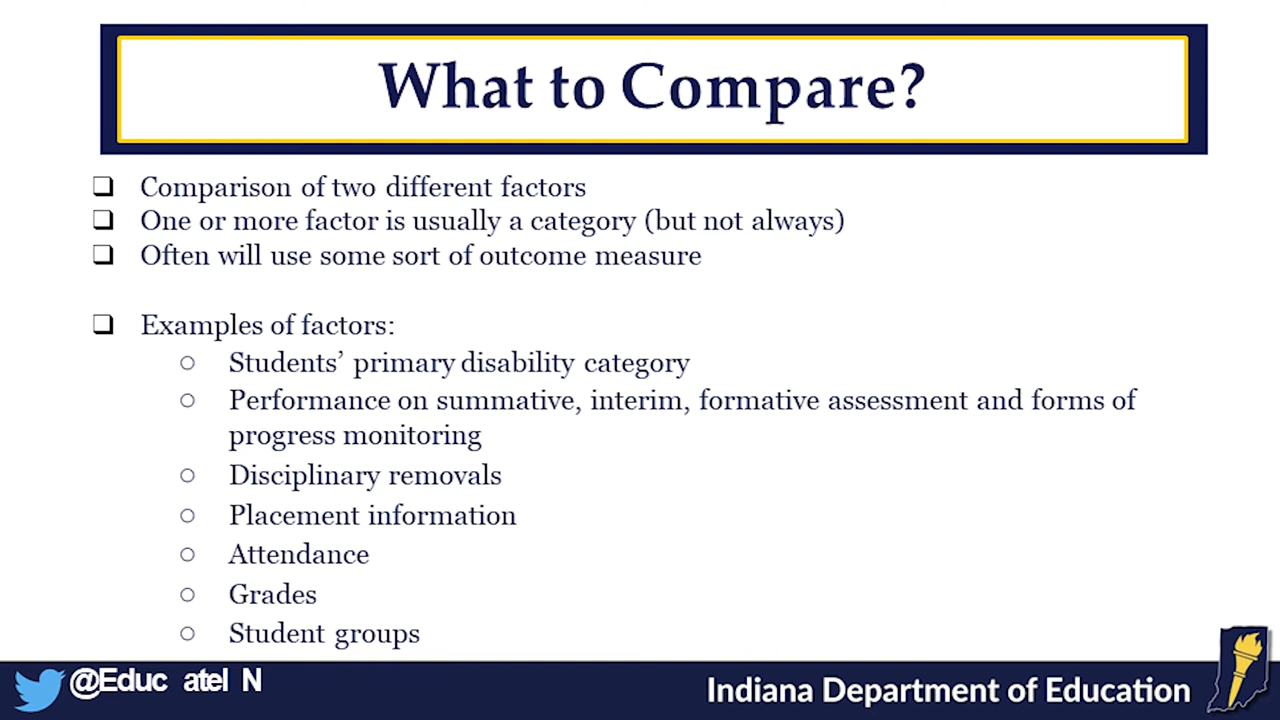 What to Compare?
❑ Comparison of two different factors
❑ One or more factor is usually a category (but not always)
❑ Often will use some sort of outcome measure
❑ Examples of factors:
○ Students’ primary disability category
○ Performance on summative, interim, formative assessment and forms of
progress monitoring
○ Disciplinary removals
○ Placement information
○ Attendance
○ Grades
○ Student groups
@Educ atel N
Indiana Department of Education